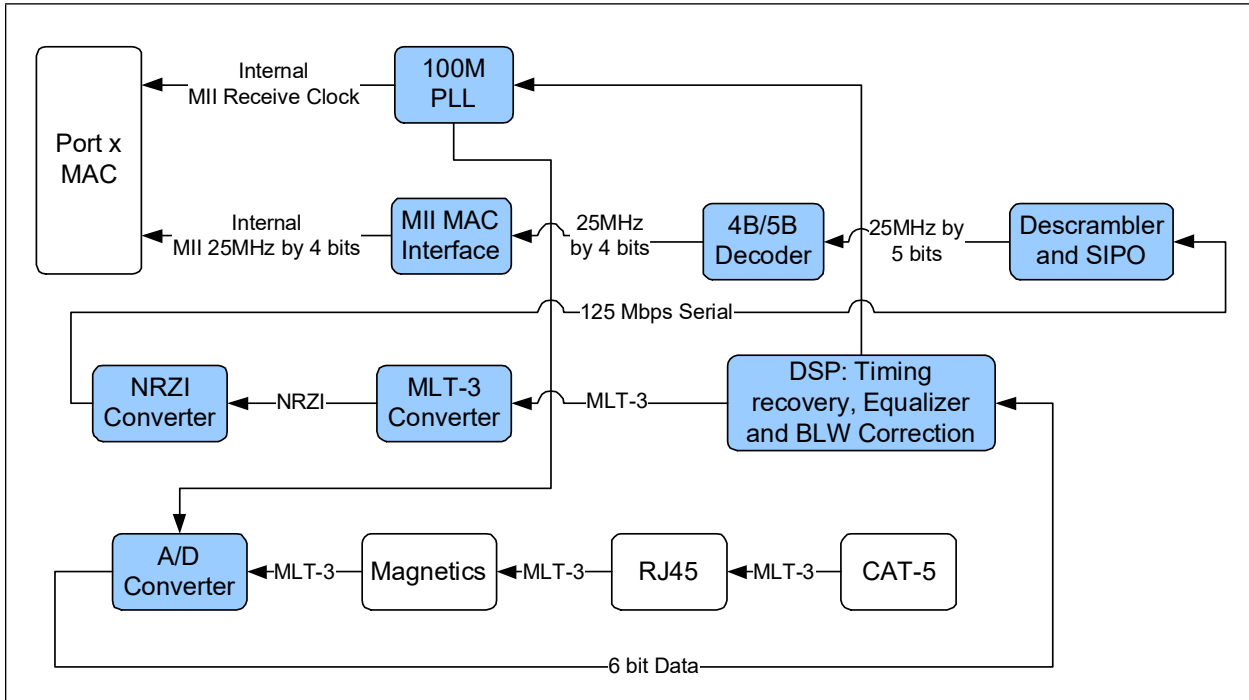 Internal
MII Receive Clock
100M
PLL
Port x
MAC
Internal
MII 25MHz by 4 bits
MII MAC
Interface
25MHz
by 4 bits
4B/5B
Decoder
25MHz by
5 bits
Descrambler
and SIPO
125 Mbps Serial
NRZI
Converter
NRZI
MLT-3
Converter
MLT-3
DSP: Timing
recovery, Equalizer
and BLW Correction
A/D
Converter
MLT-3
Magnetics
MLT-3
RJ45
MLT-3
CAT-5
6 bit Data